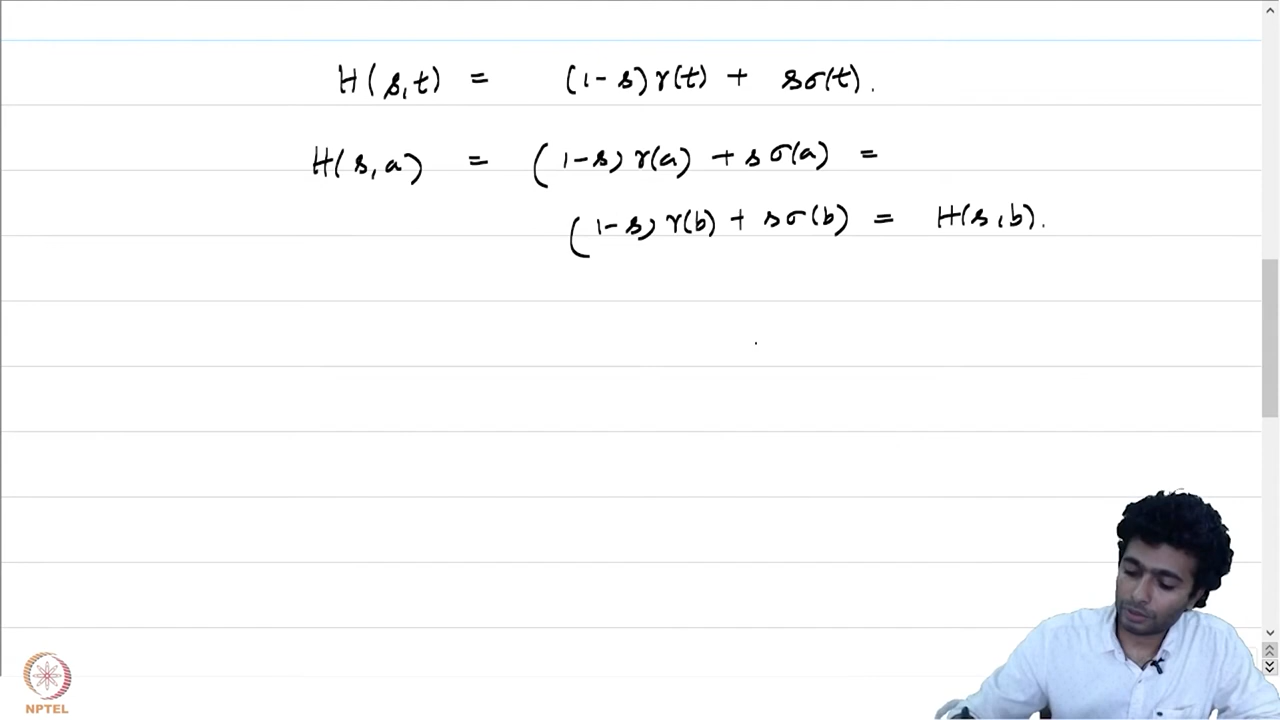 H(s,t) = (1-s)γ(t) + sσ(t).
H(s,a) = (1-s)γ(a) + sσ(a) =
(1-s)γ(b) + sσ(b) = H(s,b).
NPTEL